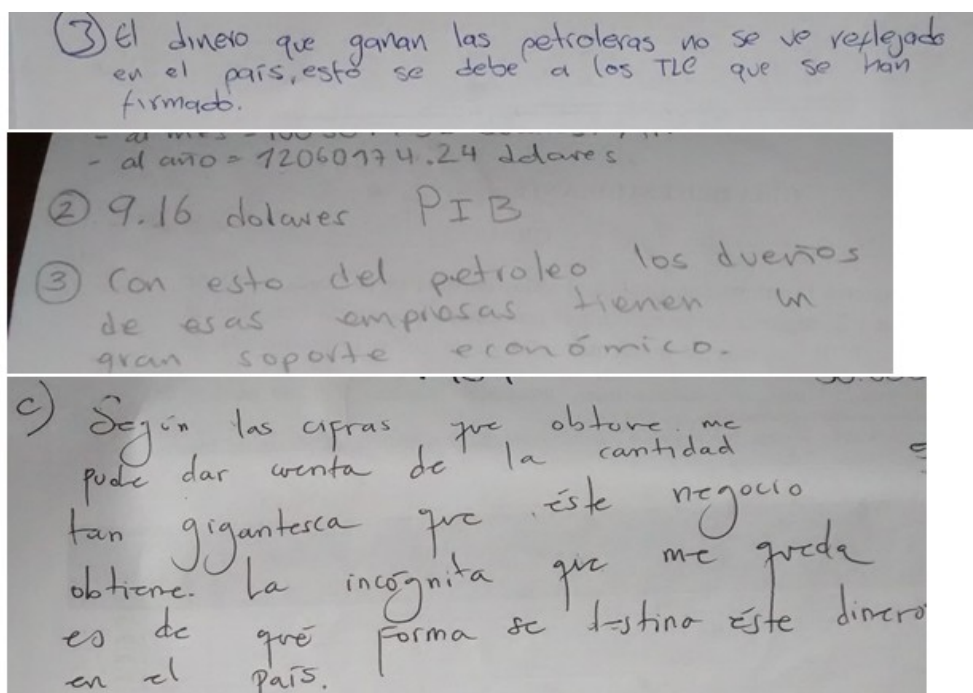 ③ El dinero que ganan las petroleras no se ve reflejado
en el país, esto se debe a los TLC que se han
firmado.
- al año = 12060174.24 dolares
② 9.16 dolares PIB
③ Con esto del petroleo los dueños
de esas empresas tienen un
gran soporte económico.
c) Según las cifras que obtuve me
pude dar cuenta de la cantidad
tan gigantesca que éste negocio
obtiene. La incógnita que me queda
es de qué forma se destina éste dinero
en el país.